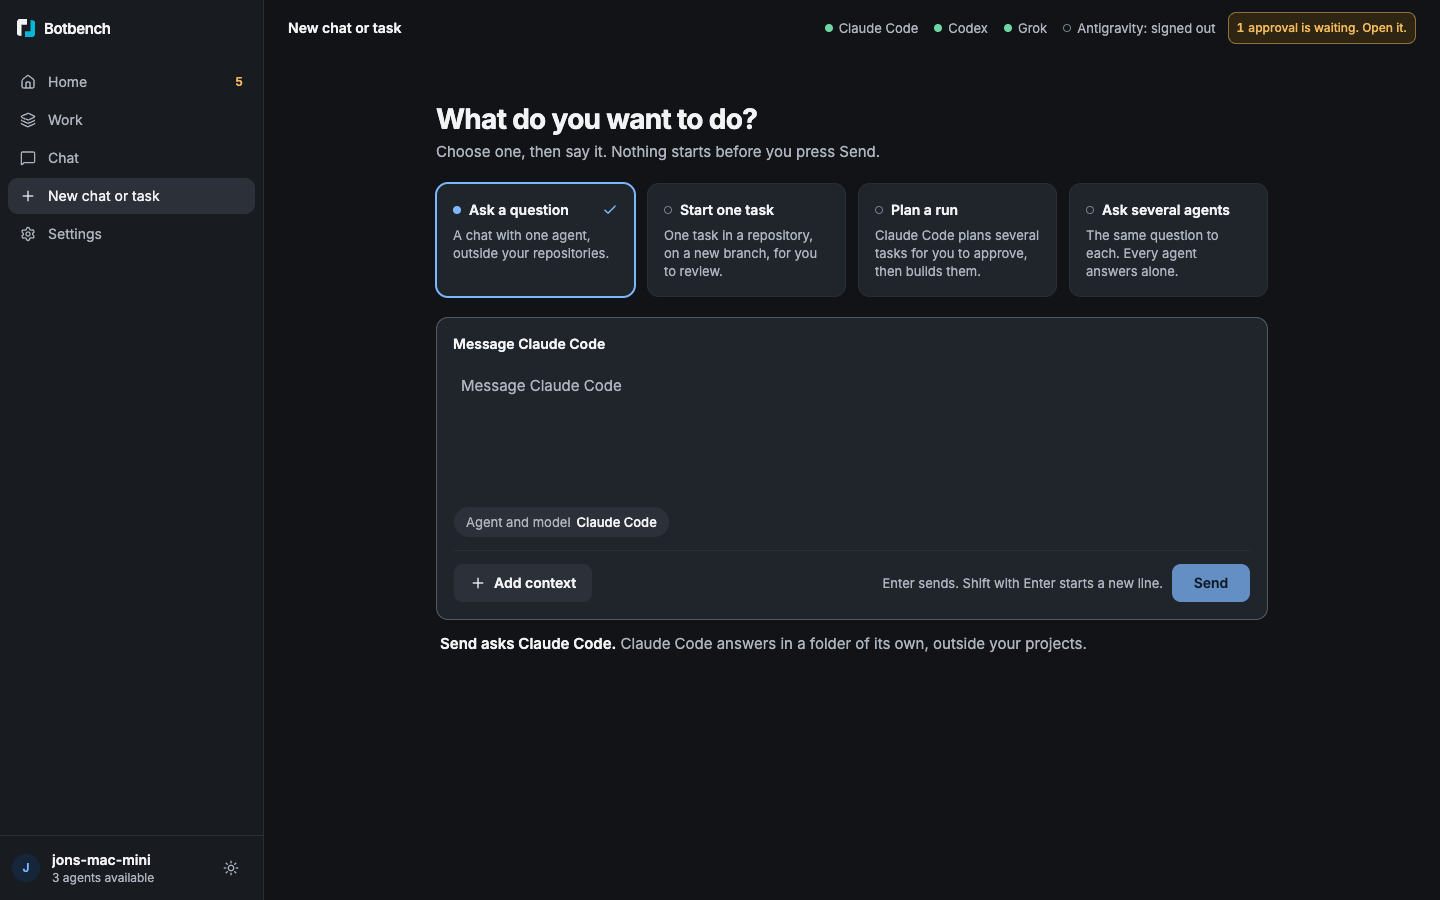 Botbench
Home 5
Work
Chat
New chat or task
Settings
J
jons-mac-mini
3 agents available
New chat or task
Claude Code
Codex
Grok
Antigravity: signed out
1 approval is waiting. Open it.
What do you want to do?
Choose one, then say it. Nothing starts before you press Send.
Ask a question
A chat with one agent,
outside your repositories.
Start one task
One task in a repository,
on a new branch, for you
to review.
Plan a run
Claude Code plans several
tasks for you to approve,
then builds them.
Ask several agents
The same question to
each. Every agent
answers alone.
Message Claude Code
Message Claude Code
Agent and model Claude Code
Add context
Enter sends. Shift with Enter starts a new line.
Send
Send asks Claude Code. Claude Code answers in a folder of its own, outside your projects.